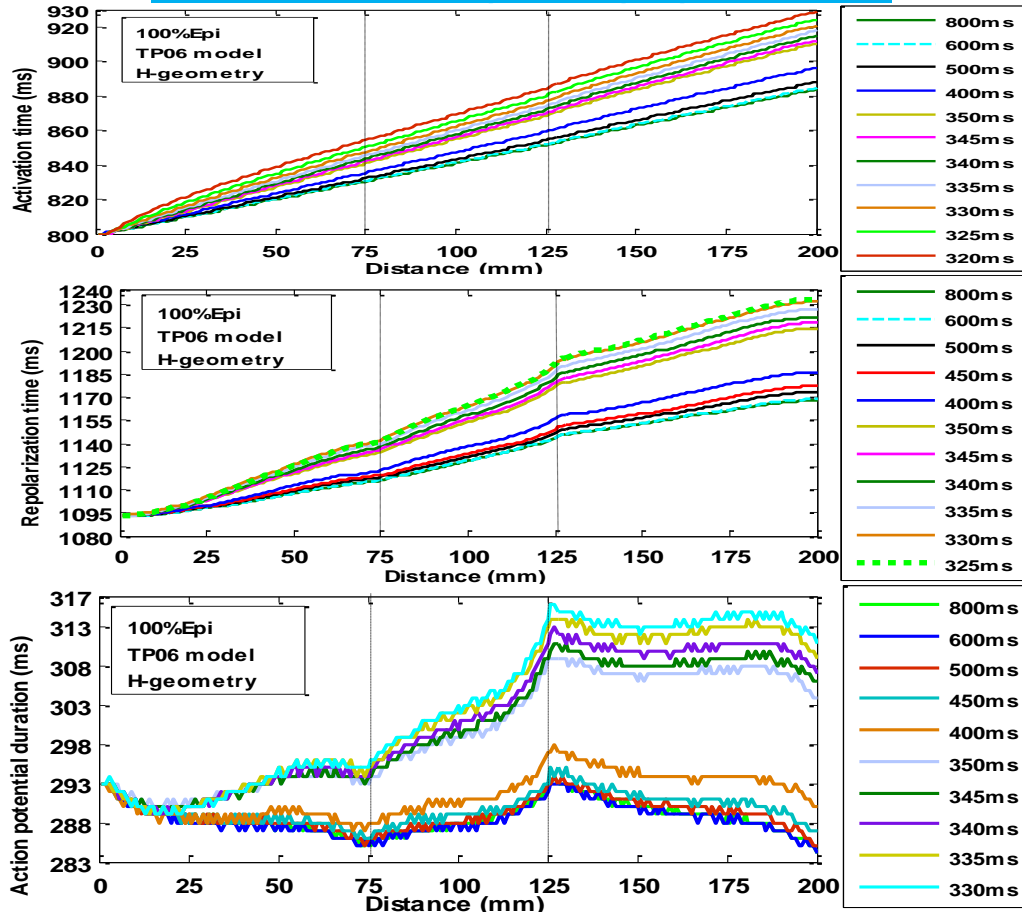 930
900
880
860
840
820
800
Activation time (ms)
100%Epi
TP06 model
H-geometry
0 25 50 75 100 125 150 175 200
Distance (mm)
800ms
600ms
500ms
400ms
350ms
345ms
340ms
335ms
330ms
325ms
320ms
1240
1230
1215
1200
1185
1170
1155
1140
1125
1110
1095
1080
Repolarization time (ms)
100%Epi
TP06 model
H-geometry
0 25 50 75 100 125 150 175 200
Distance (mm)
800ms
600ms
500ms
450ms
400ms
350ms
345ms
340ms
335ms
330ms
325ms
317
313
308
303
298
293
288
283
Action potential duration (ms)
100%Epi
TP06 model
H-geometry
0 25 50 75 100 125 150 175 200
Distance (mm)
800ms
600ms
500ms
450ms
400ms
350ms
345ms
340ms
335ms
330ms